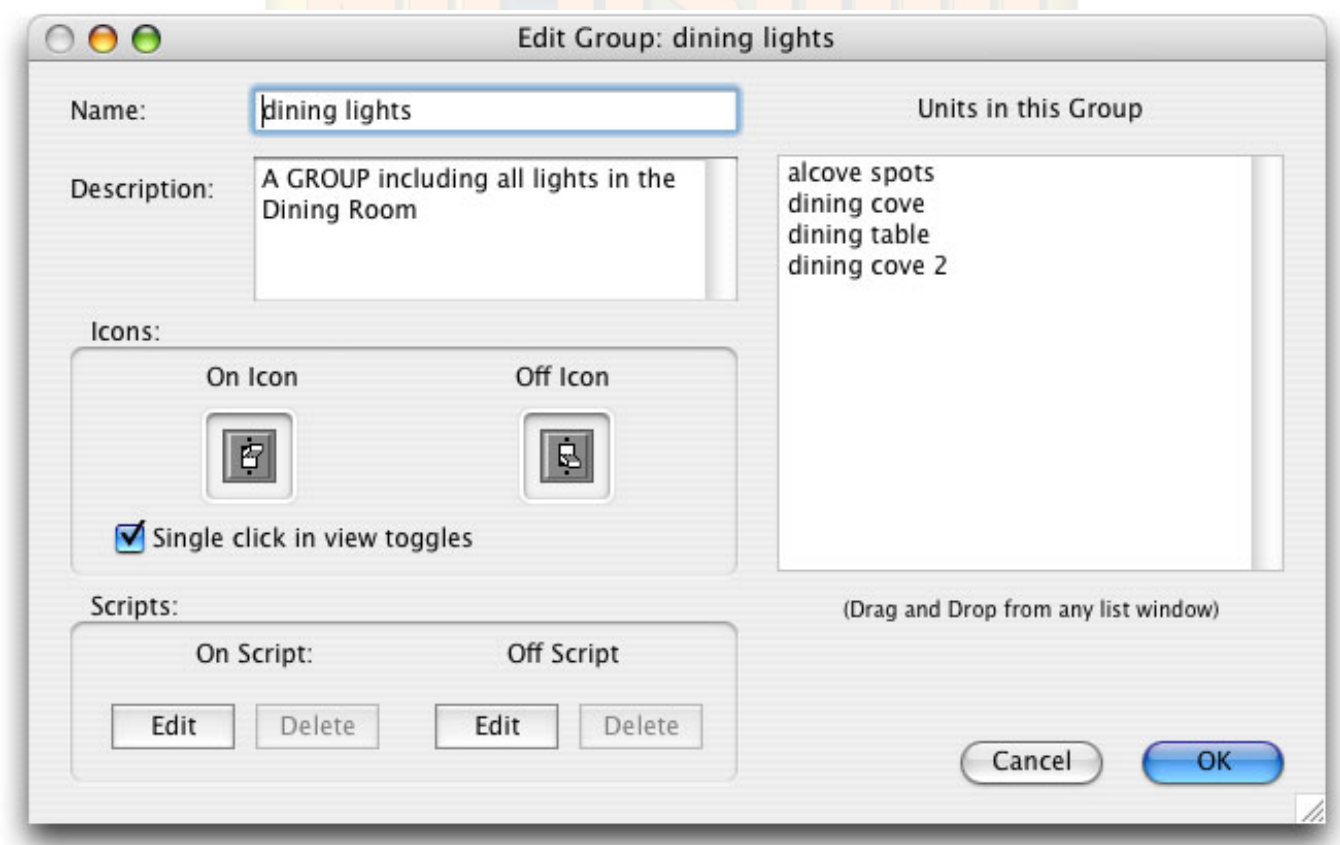 Edit Group: dining lights
Name:
dining lights
Description:
A GROUP including all lights in the
Dining Room
Icons:
On Icon
Off Icon
Single click in view toggles
Scripts:
On Script:
Off Script
Edit
Delete
Edit
Delete
Units in this Group
alcove spots
dining cove
dining table
dining cove 2
(Drag and Drop from any list window)
Cancel
OK